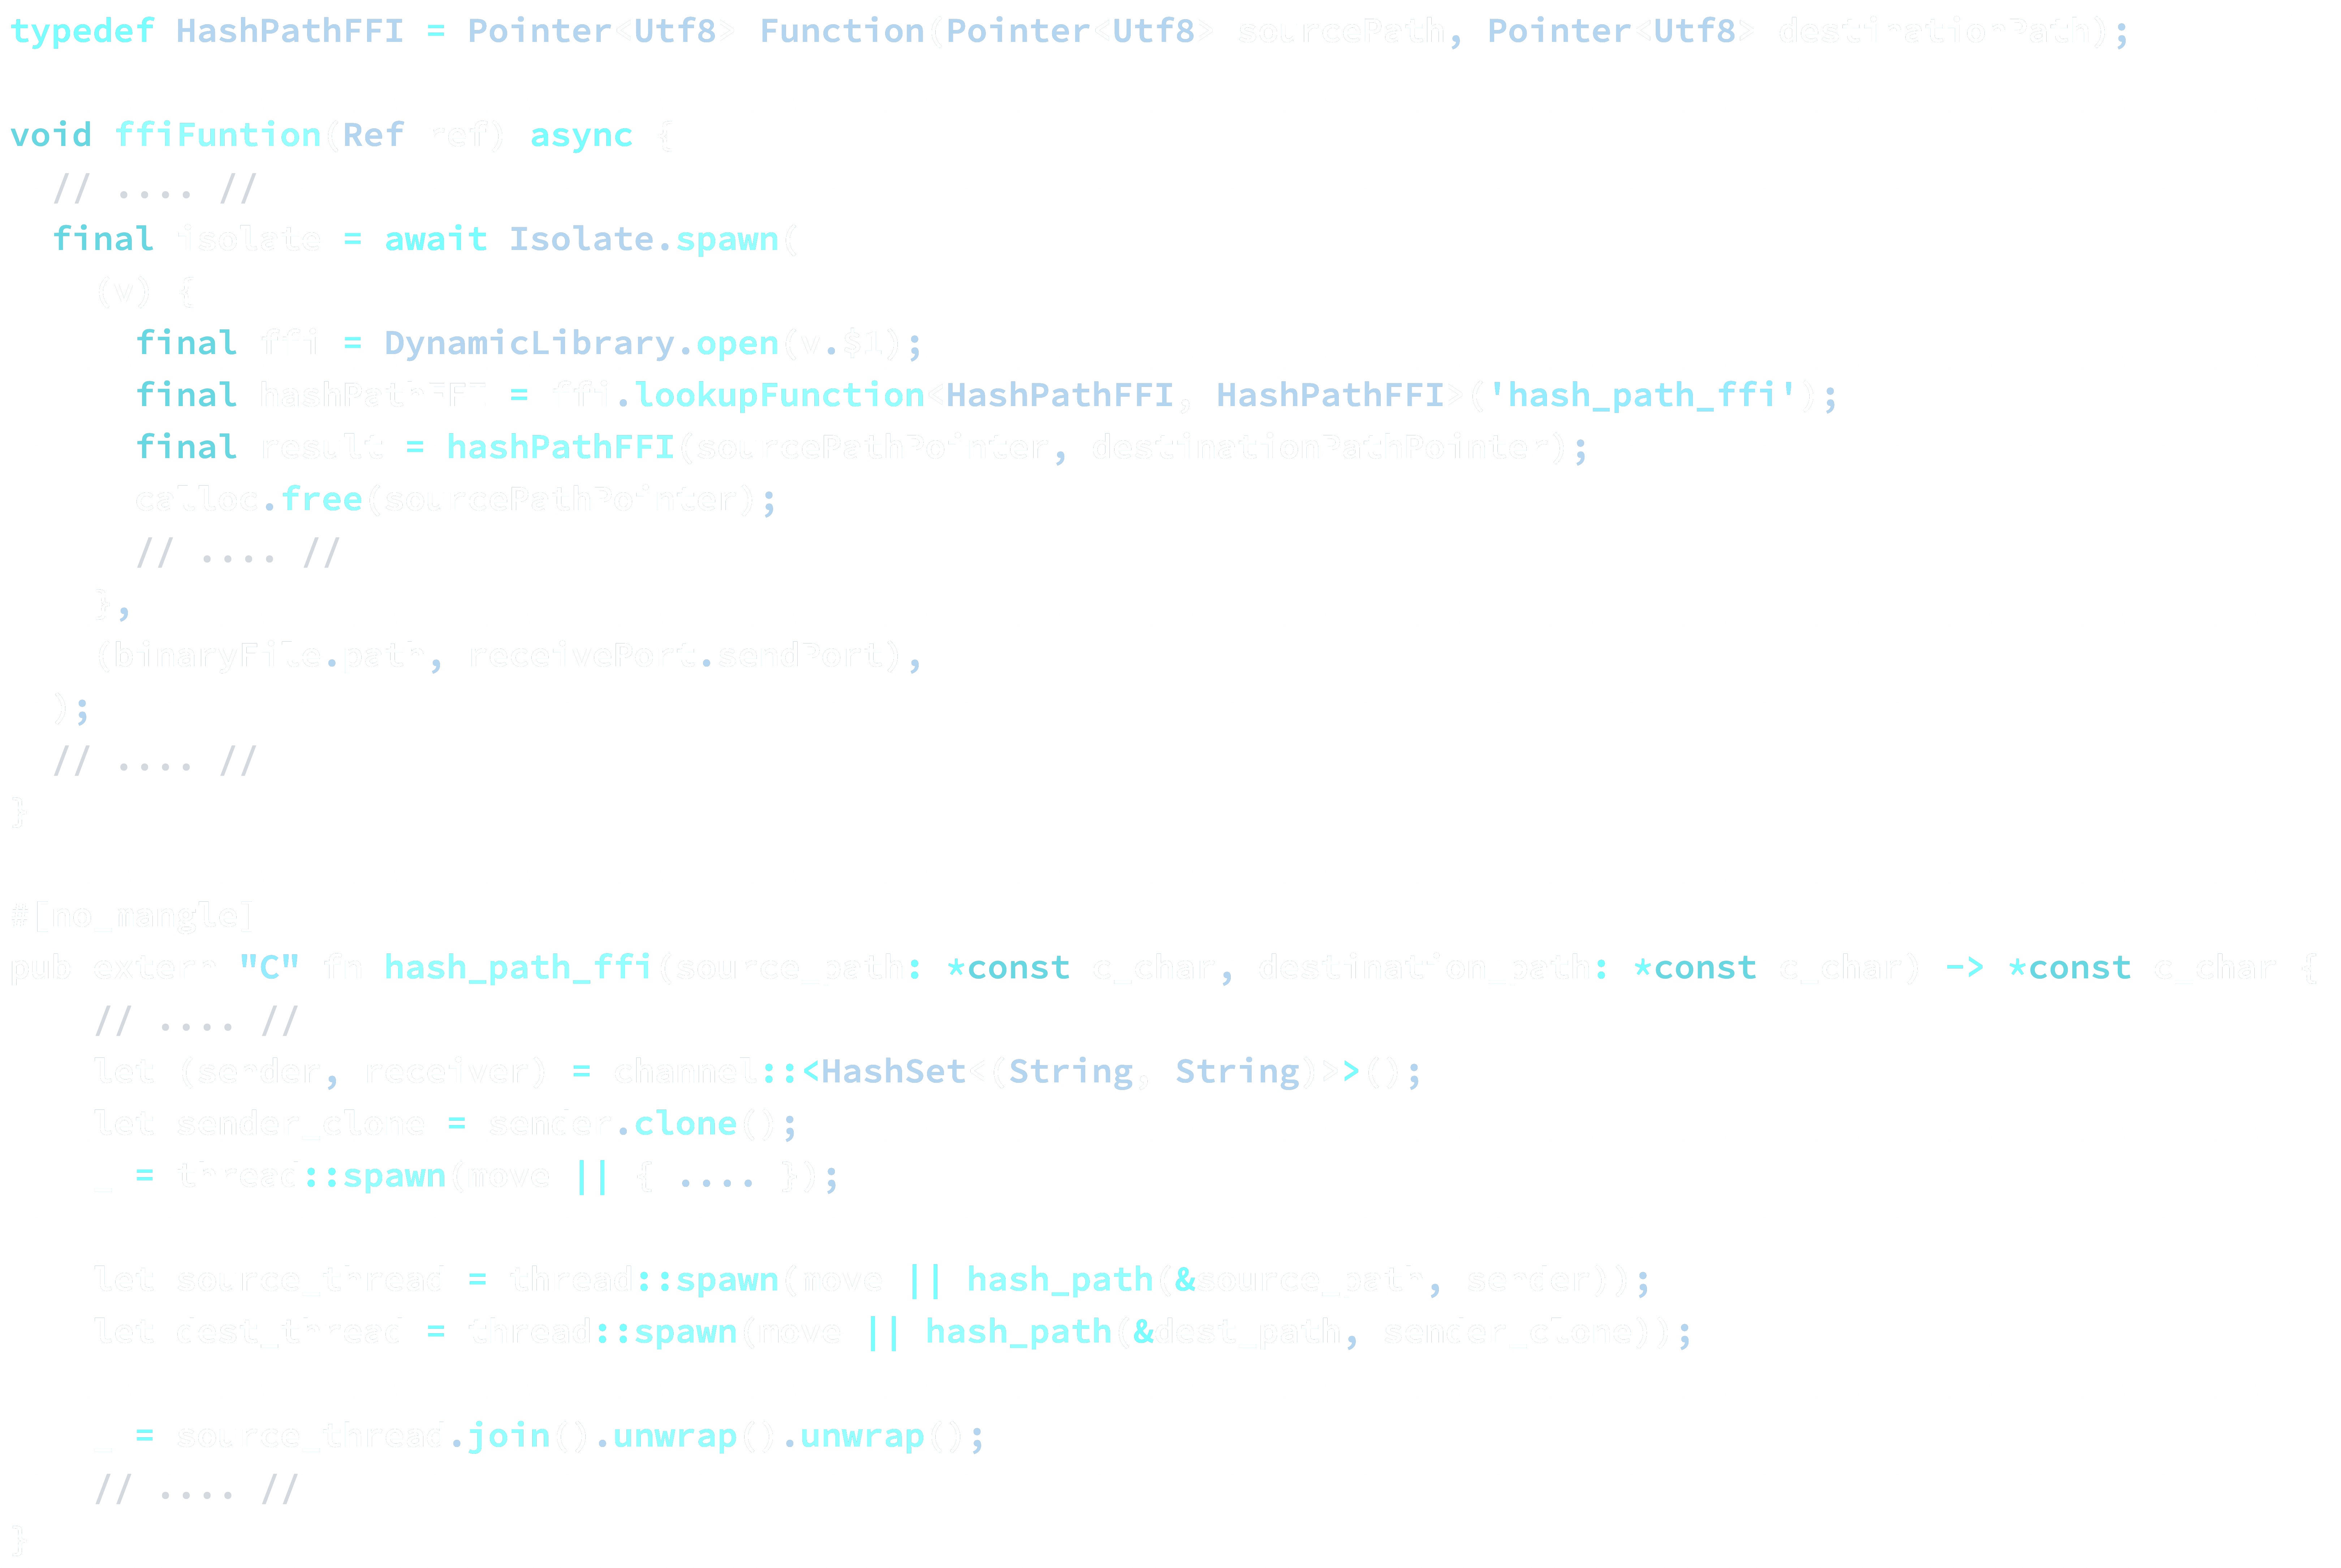 typedef HashPathFFI = Pointer<Utf8> Function(Pointer<Utf8> sourcePath, Pointer<Utf8> destinationPath);
void ffiFuntion(Ref ref) async {
// .... //
final isolate = await Isolate.spawn(
(v) {
final ffi = DynamicLibrary.open(v.$1);
final hashPathFFI = ffi.lookupFunction<HashPathFFI, HashPathFFI>('hash_path_ffi');
final result = hashPathFFI(sourcePathPointer, destinationPathPointer);
calloc.free(sourcePathPointer);
// .... //
},
(binaryFile.path, receivePort.sendPort),
);
// .... //
}
#[no_mangle]
pub extern "C" fn hash_path_ffi(source_path: *const c_char, destination_path: *const c_char) -> *const c_char {
// .... //
let (sender, receiver) = channel::<HashSet<(String, String)>>();
let sender_clone = sender.clone();
_ = thread::spawn(move || { .... });
let source_thread = thread::spawn(move || hash_path(&source_path, sender));
let dest_thread = thread::spawn(move || hash_path(&dest_path, sender_clone));
_ = source_thread.join().unwrap().unwrap();
// .... //
}